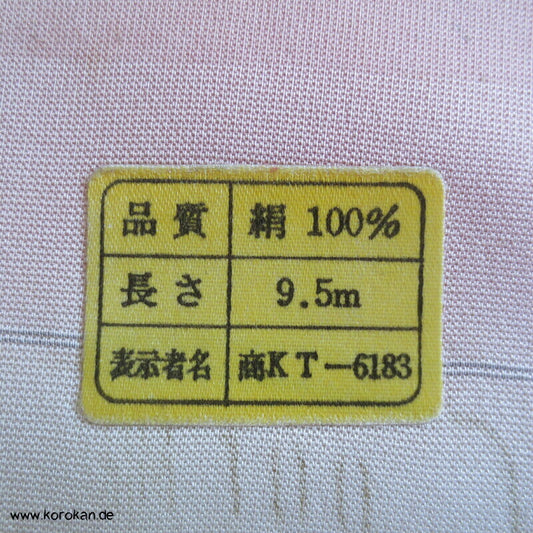 品質 絹 100%
長さ 9.5m
表示者名 商KT-6183
www.korokan.de